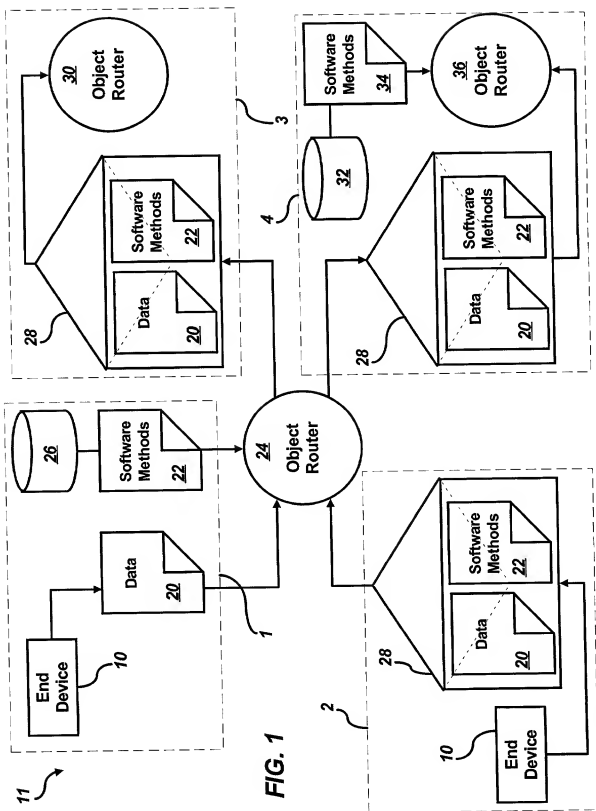 11
End
Device
10
Data
20
26
Software
Methods
22
1
FIG. 1
2
End
Device
10
28
Data
20
Software
Methods
22
24
Object
Router
28
Data
20
Software
Methods
22
30
Object
Router
3
4
32
Software
Methods
34
28
Data
20
Software
Methods
22
36
Object
Router